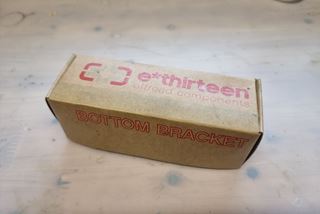 e*thirteen
offroad components
BOTTOM BRACKET